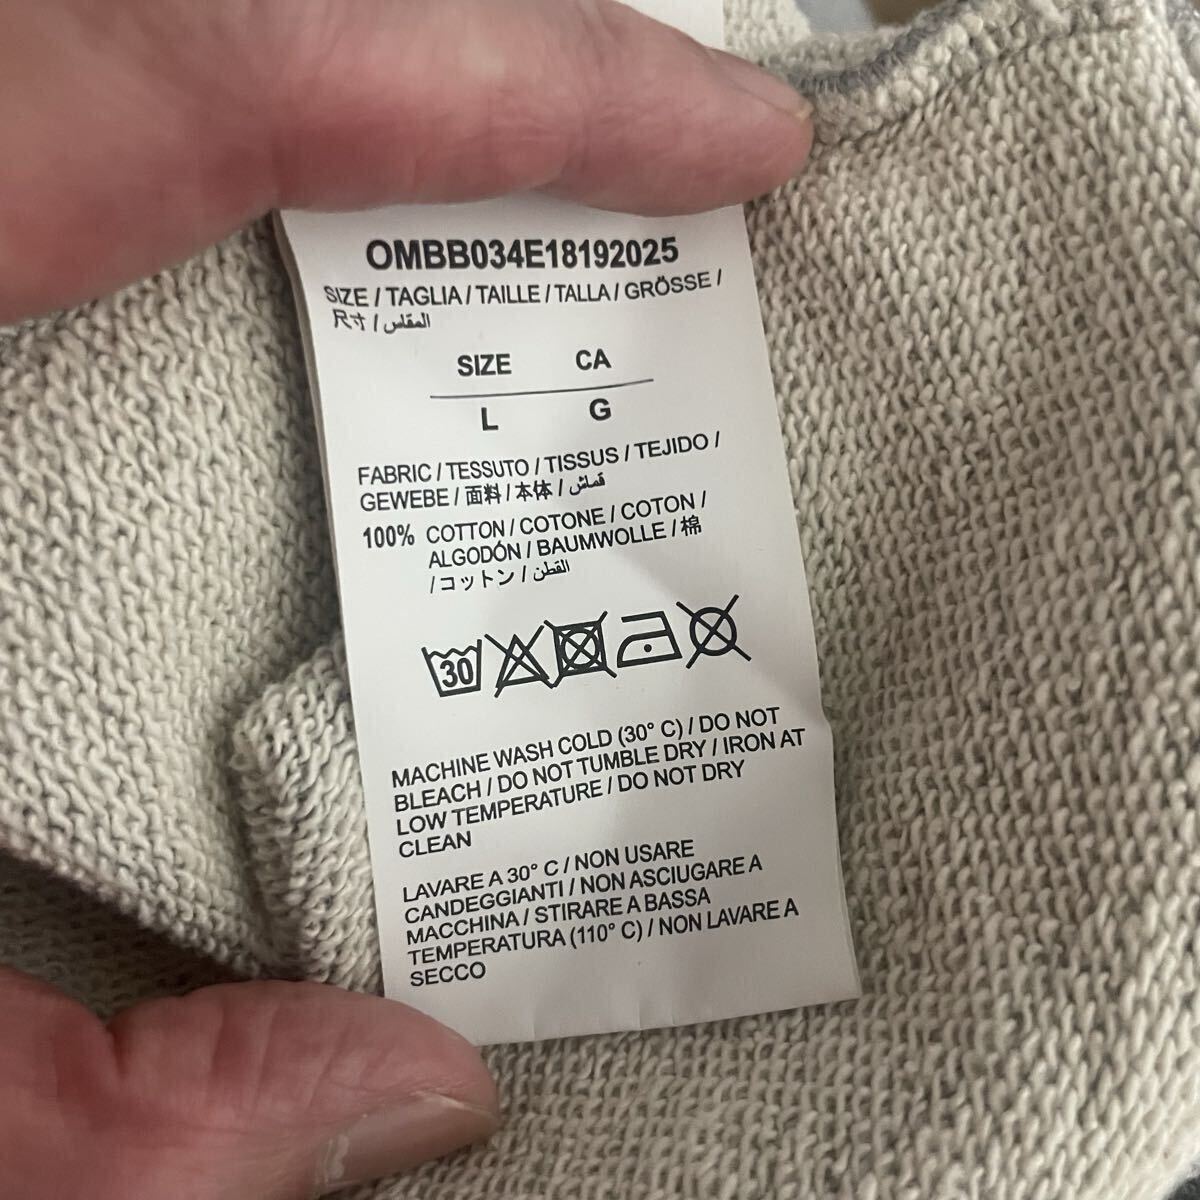 OMBB034E18192025
SIZE / TAGLIA / TAILLE / TALLA / GRÖSSE /
尺寸 / المقاس
SIZE CA
L G
FABRIC / TESSUTO / TISSUS / TEJIDO /
GEWEBE / 面料 / 本体 / قماش
100% COTTON / COTONE / COTON /
ALGODÓN / BAUMWOLLE / 棉
/ コットン / القطن
30
MACHINE WASH COLD (30° C) / DO NOT
BLEACH / DO NOT TUMBLE DRY / IRON AT
LOW TEMPERATURE / DO NOT DRY
CLEAN
LAVARE A 30° C / NON USARE
CANDEGGIANTI / NON ASCIUGARE A
MACCHINA / STIRARE A BASSA
TEMPERATURA (110° C) / NON LAVARE A
SECCO